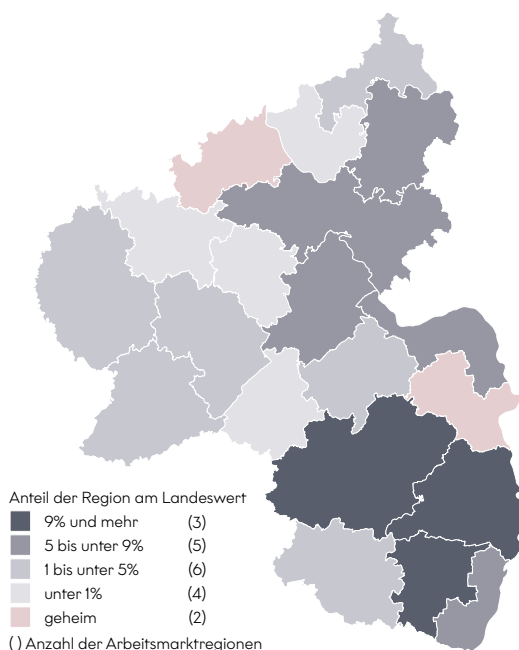 Anteil der Region am Landeswert
9% und mehr (3)
5 bis unter 9% (5)
1 bis unter 5% (6)
unter 1% (4)
geheim (2)
( ) Anzahl der Arbeitsmarktregionen